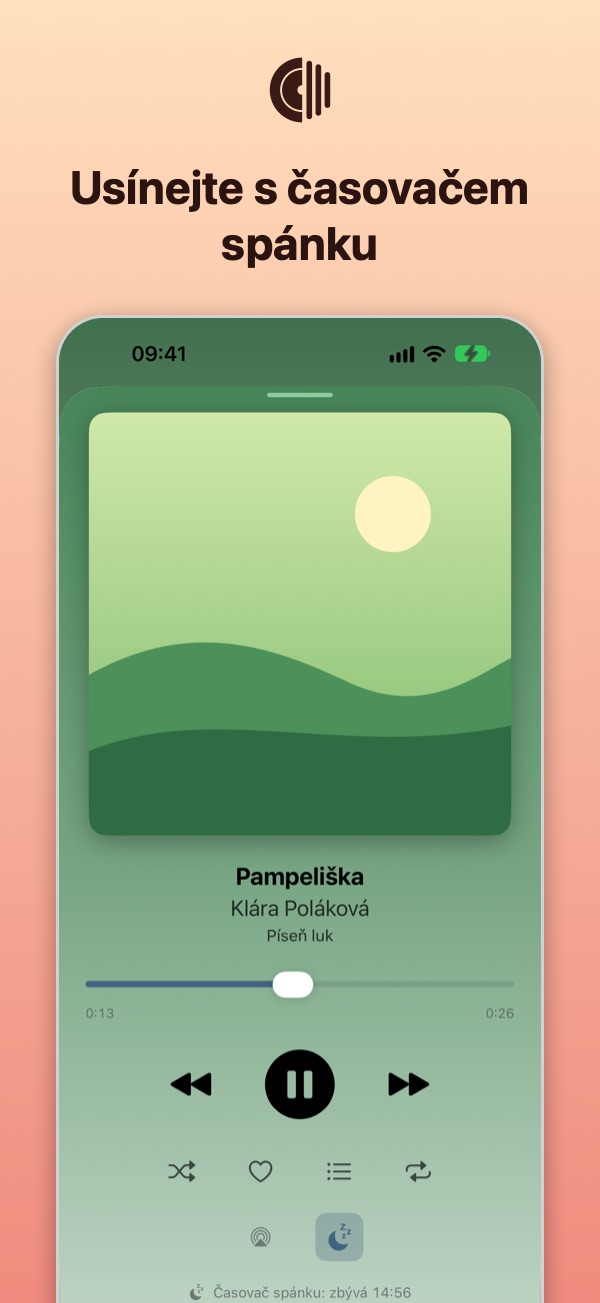 Usínejte s časovačem
spánku
09:41
Pampeliška
Klára Poláková
Píseň luk
0:13 0:26
z z z
Časovač spánku: zbývá 14:56